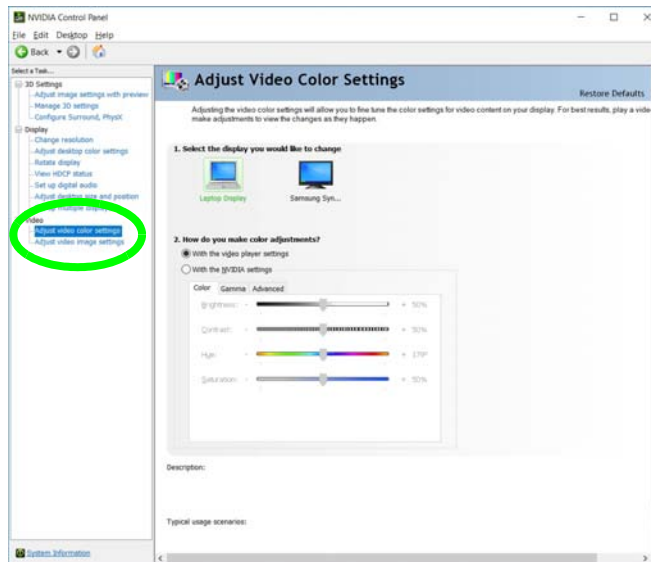 NVIDIA Control Panel
File Edit Desktop Help
Back
Select a Task...
3D Settings
Adjust image settings with preview
Manage 3D settings
Configure Surround, PhysX
Display
Change resolution
Adjust desktop color settings
Rotate display
View HDCP status
Set up digital audio
Adjust desktop size and position
multiple
Video
Adjust video color settings
Adjust video image settings
System Information
Adjust Video Color Settings
Restore Defaults
Adjusting the video color settings will allow you to fine tune the color settings for video content on your display. For best results, play a vide
make adjustments to view the changes as they happen.
1. Select the display you would like to change
Laptop Display Samsung Syn...
2. How do you make color adjustments?
With the video player settings
With the NVIDIA settings
Color Gamma Advanced
Brightness: - + 50%
Contrast: - + 50%
Hue: - +
Saturation: - + 50%
Description:
Typical usage scenarios: